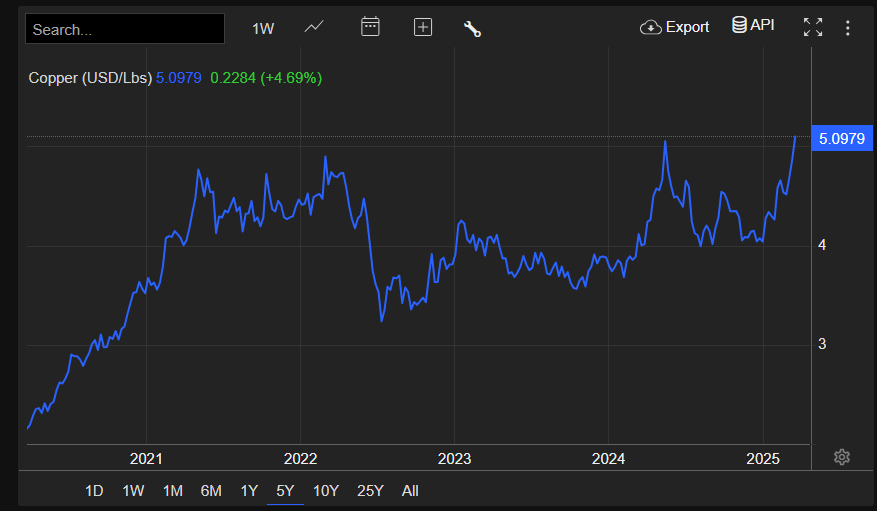 Search... 1W Export API
Copper (USD/Lbs) 5.0979 0.2284 (+4.69%)
5.0979
4
3
2021 2022 2023 2024 2025
1D 1W 1M 6M 1Y 5Y 10Y 25Y All